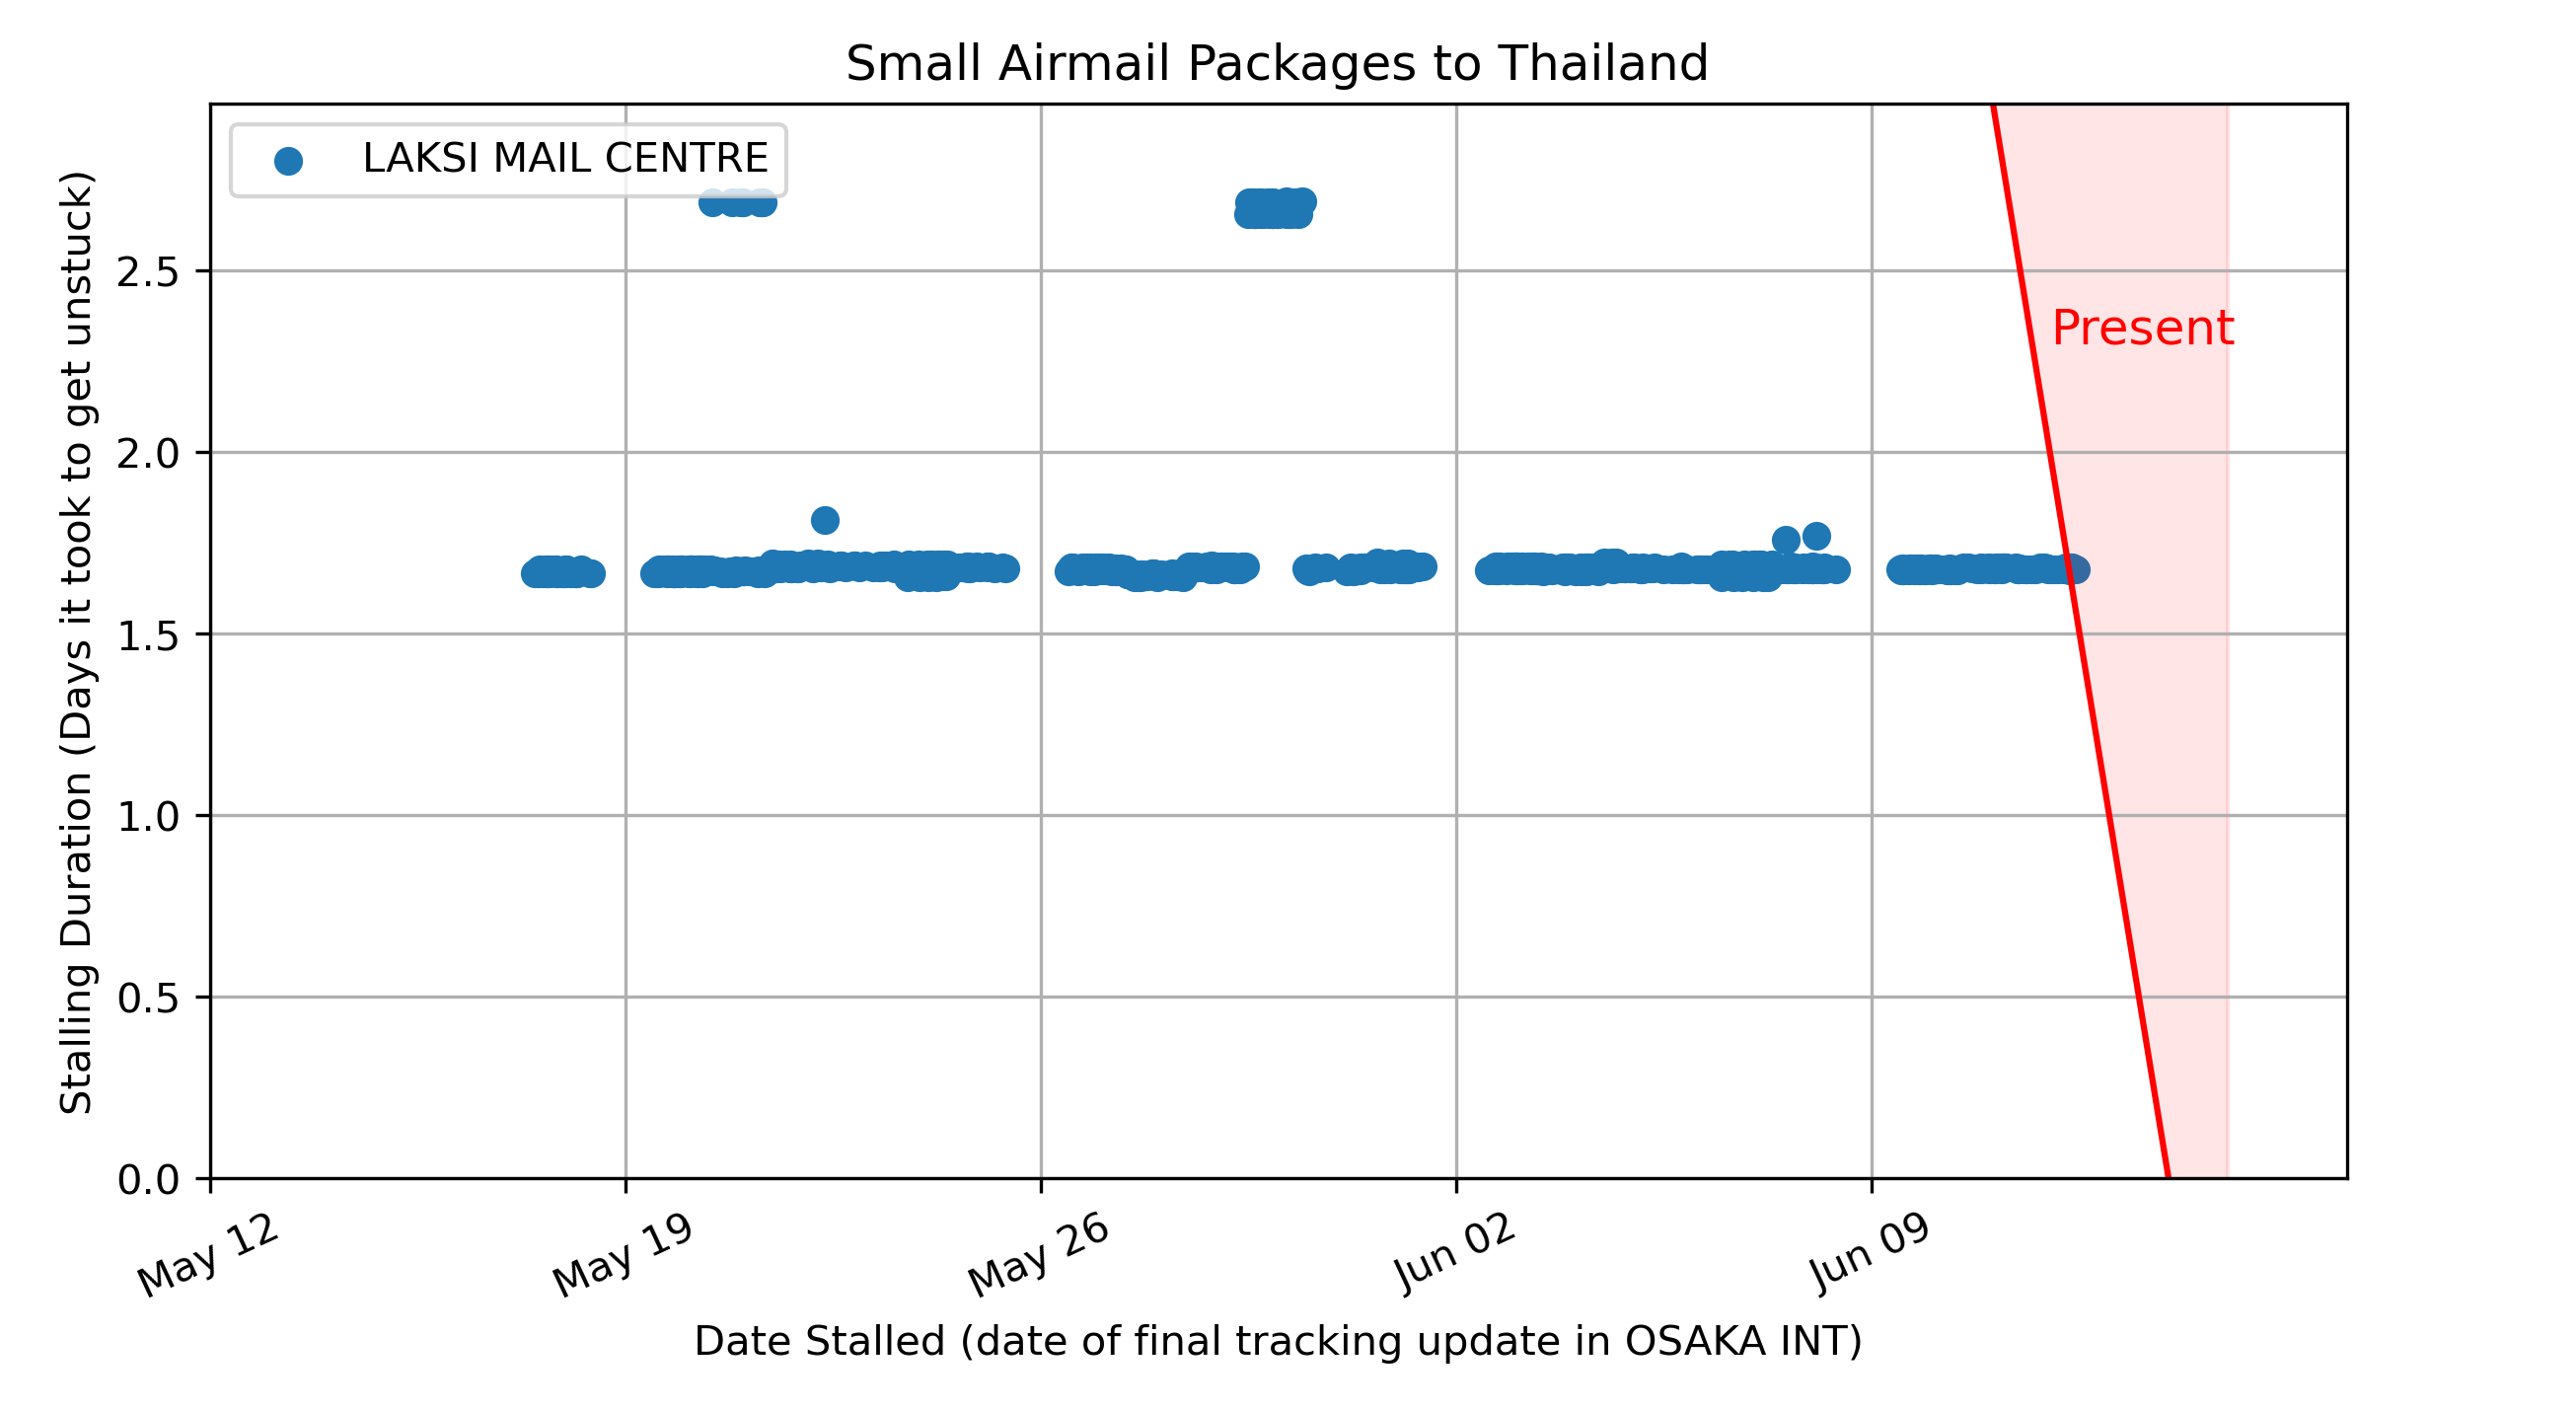 Small Airmail Packages to Thailand
LAKSI MAIL CENTRE
Present
Stalling Duration (Days it took to get unstuck)
2.5
2.0
1.5
1.0
0.5
0.0
May 12
May 19
May 26
Jun 02
Jun 09
Date Stalled (date of final tracking update in OSAKA INT)